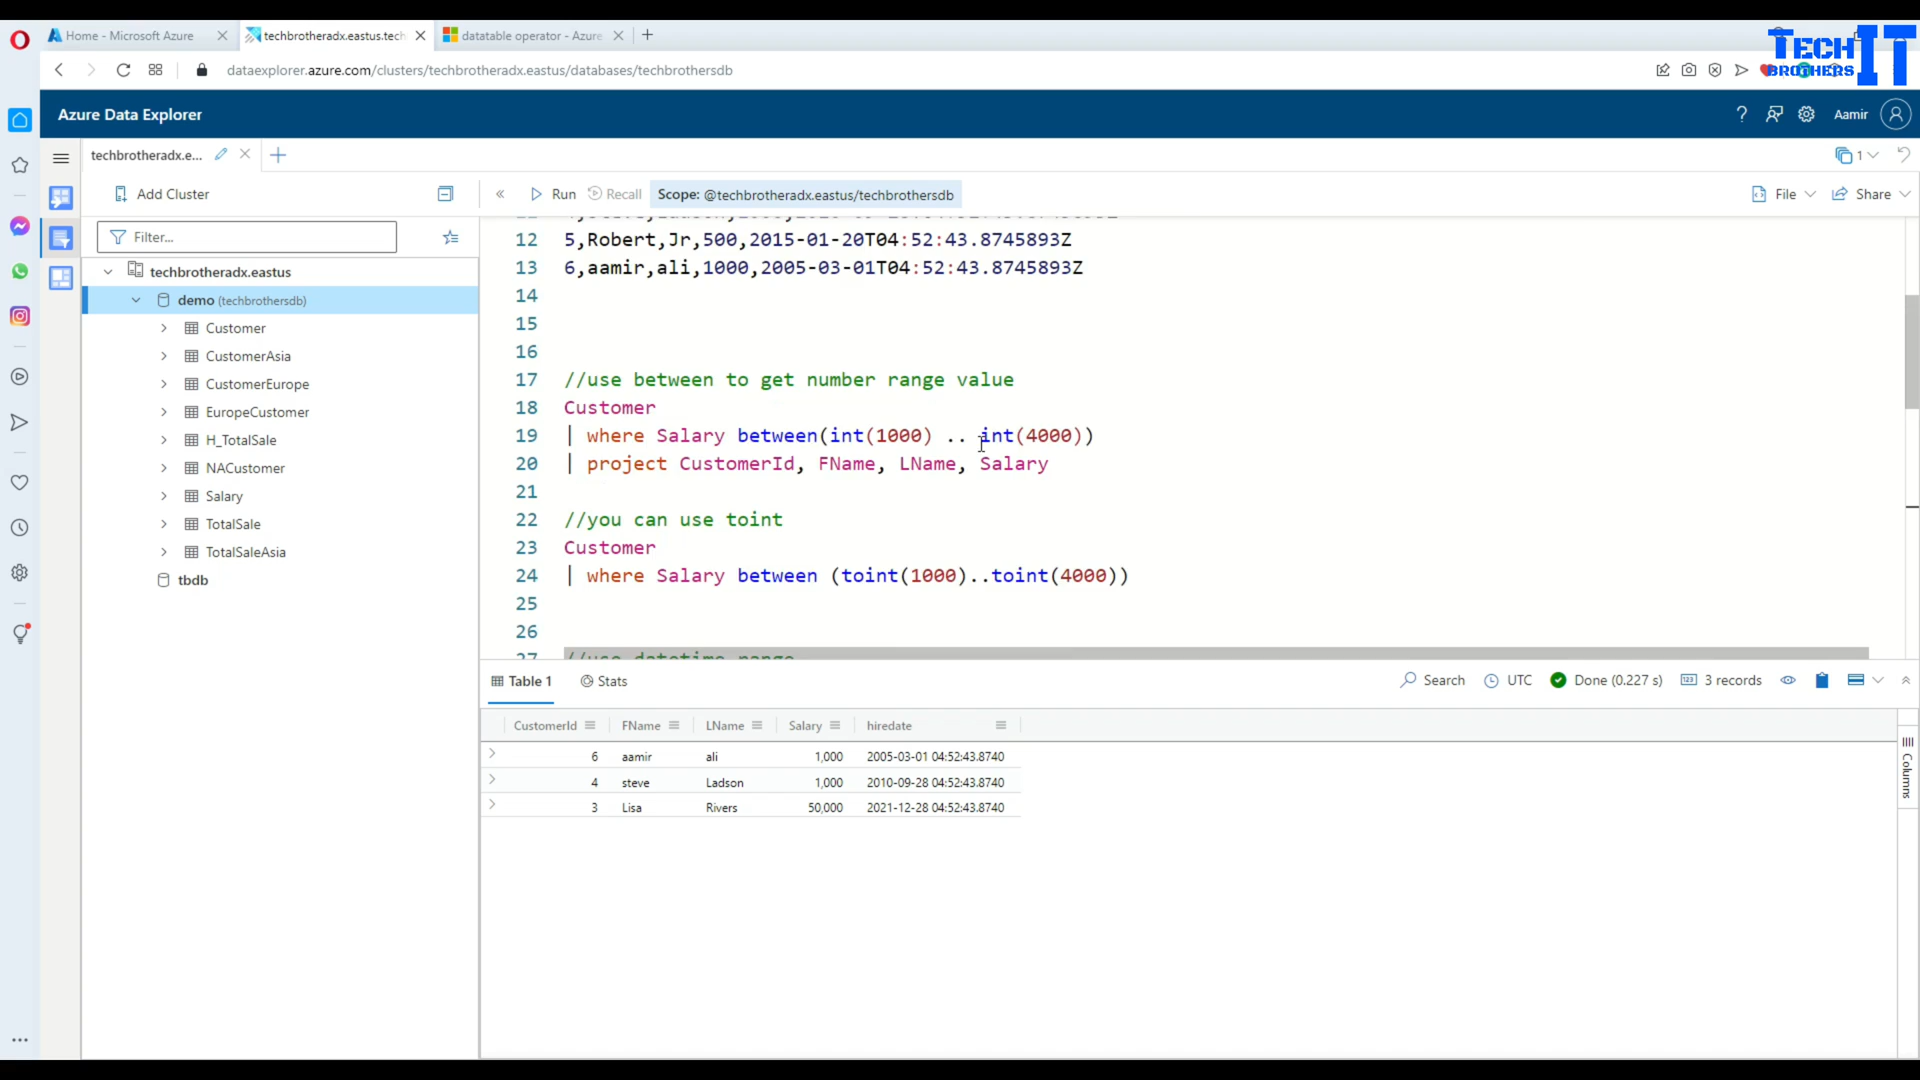 Home - Microsoft Azure
techbrotheradx.eastus.tech
datatable operator - Azure
TECH
BROTHERS
IT
dataexplorer.azure.com/clusters/techbrotheradx.eastus/databases/techbrothersdb
Azure Data Explorer
Aamir
techbrotheradx.e...
1
Add Cluster
Run
Recall
Scope: @techbrotheradx.eastus/techbrothersdb
File
Share
Filter...
techbrotheradx.eastus
demo (techbrothersdb)
Customer
CustomerAsia
CustomerEurope
EuropeCustomer
H_TotalSale
NACustomer
Salary
TotalSale
TotalSaleAsia
tbdb
12 5,Robert,Jr,500,2015-01-20T04:52:43.8745893Z
13 6,aamir,ali,1000,2005-03-01T04:52:43.8745893Z
14
15
16
17 //use between to get number range value
18 Customer
19 | where Salary between(int(1000) .. int(4000))
20 | project CustomerId, FName, LName, Salary
21
22 //you can use toint
23 Customer
24 | where Salary between (toint(1000)..toint(4000))
25
26
27 //use datetime range
Table 1
Stats
Search
UTC
Done (0.227 s)
3 records
CustomerId FName LName Salary hiredate
6 aamir ali 1,000 2005-03-01 04:52:43.8740
4 steve Ladson 1,000 2010-09-28 04:52:43.8740
3 Lisa Rivers 50,000 2021-12-28 04:52:43.8740
Columns